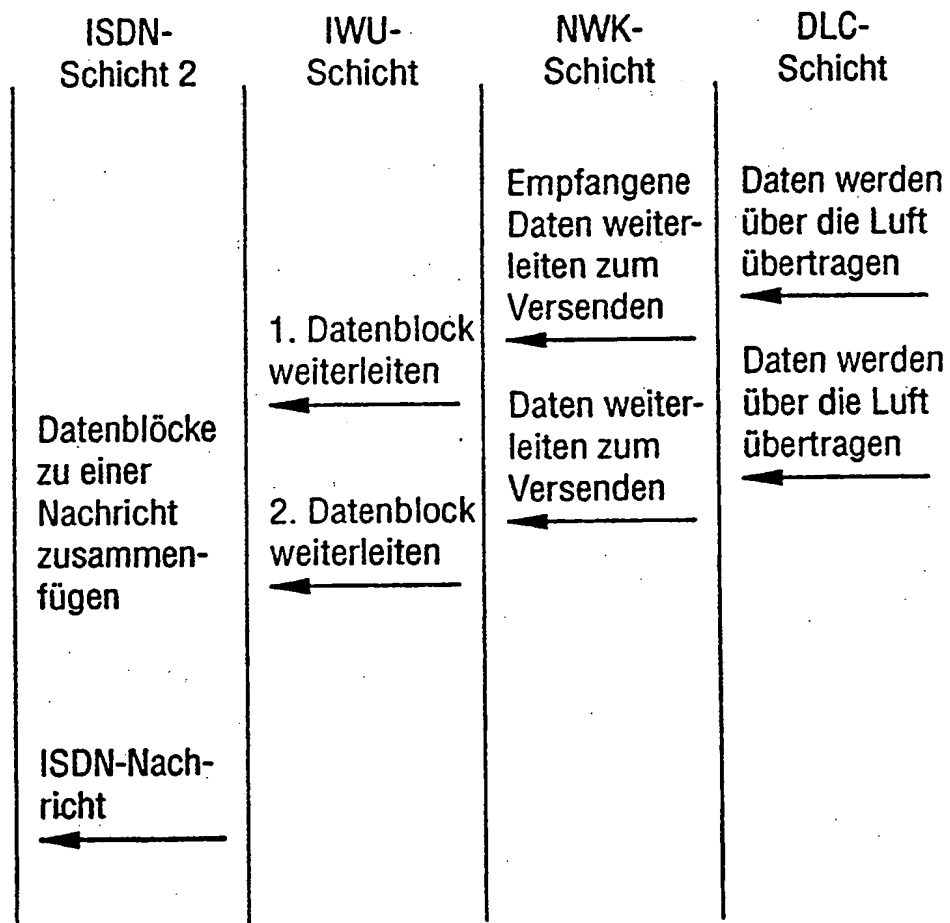 ISDN-
Schicht 2
IWU-
Schicht
NWK-
Schicht
DLC-
Schicht
Empfangene
Daten weiter-
leiten zum
Versenden
Daten werden
über die Luft
übertragen
1. Datenblock
weiterleiten
Daten weiter-
leiten zum
Versenden
Daten werden
über die Luft
übertragen
Datenblöcke
zu einer
Nachricht
zusammen-
fügen
2. Datenblock
weiterleiten
ISDN-Nach-
richt